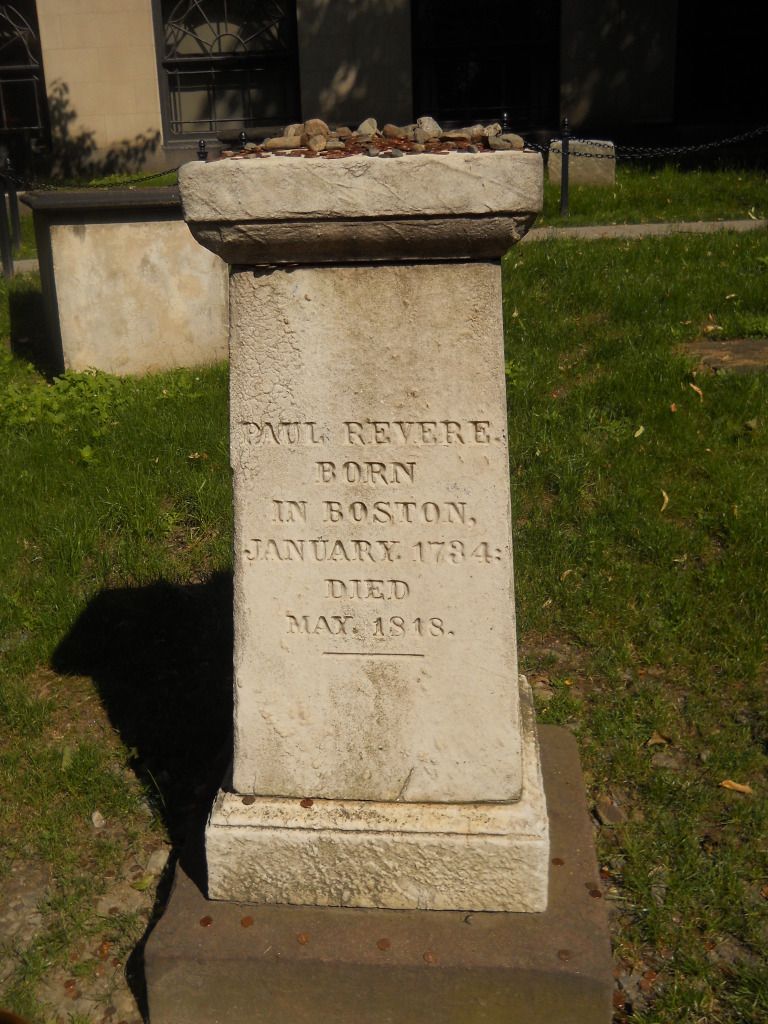 PAUL REVERE.
BORN
IN BOSTON,
JANUARY. 1734:
DIED
MAY. 1818.